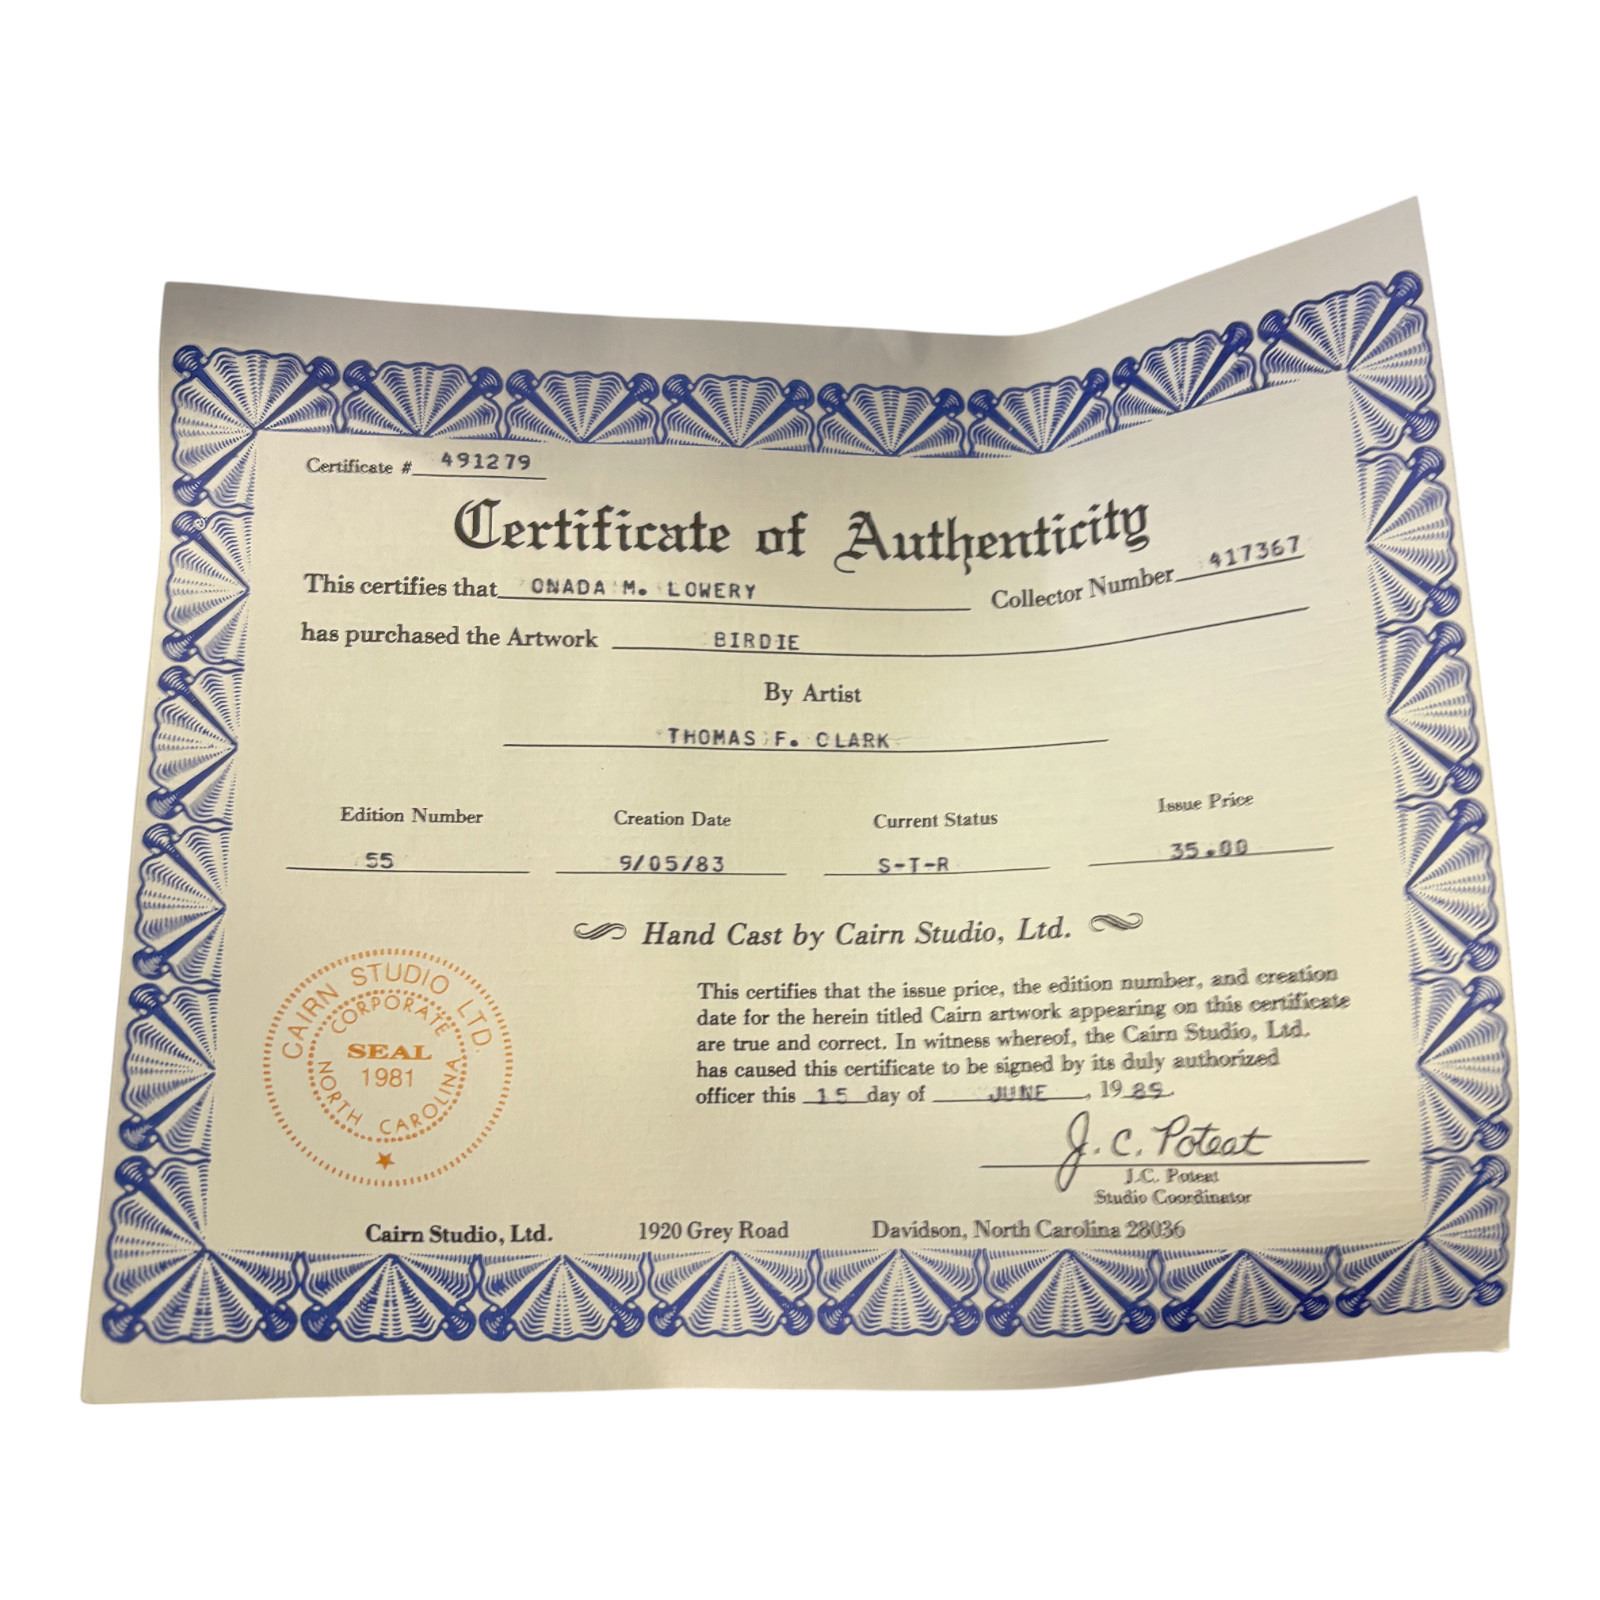 Certificate # 491279
Certificate of Authenticity
This certifies that ONADA M. LOWERY Collector Number 417367
has purchased the Artwork BIRDIE
By Artist
THOMAS F. CLARK
Edition Number Creation Date Current Status Issue Price
55 9/05/83 S-T-R 35.00
Hand Cast by Cairn Studio, Ltd.
CAIRN STUDIO LTD.
CORPORATE
SEAL
1981
NORTH CAROLINA
This certifies that the issue price, the edition number, and creation
date for the herein titled Cairn artwork appearing on this certificate
are true and correct. In witness whereof, the Cairn Studio, Ltd.
has caused this certificate to be signed by its duly authorized
officer this 15 day of JUNE, 1989.
J. C. Poteat
J.C. Poteat
Studio Coordinator
Cairn Studio, Ltd. 1920 Grey Road Davidson, North Carolina 28036